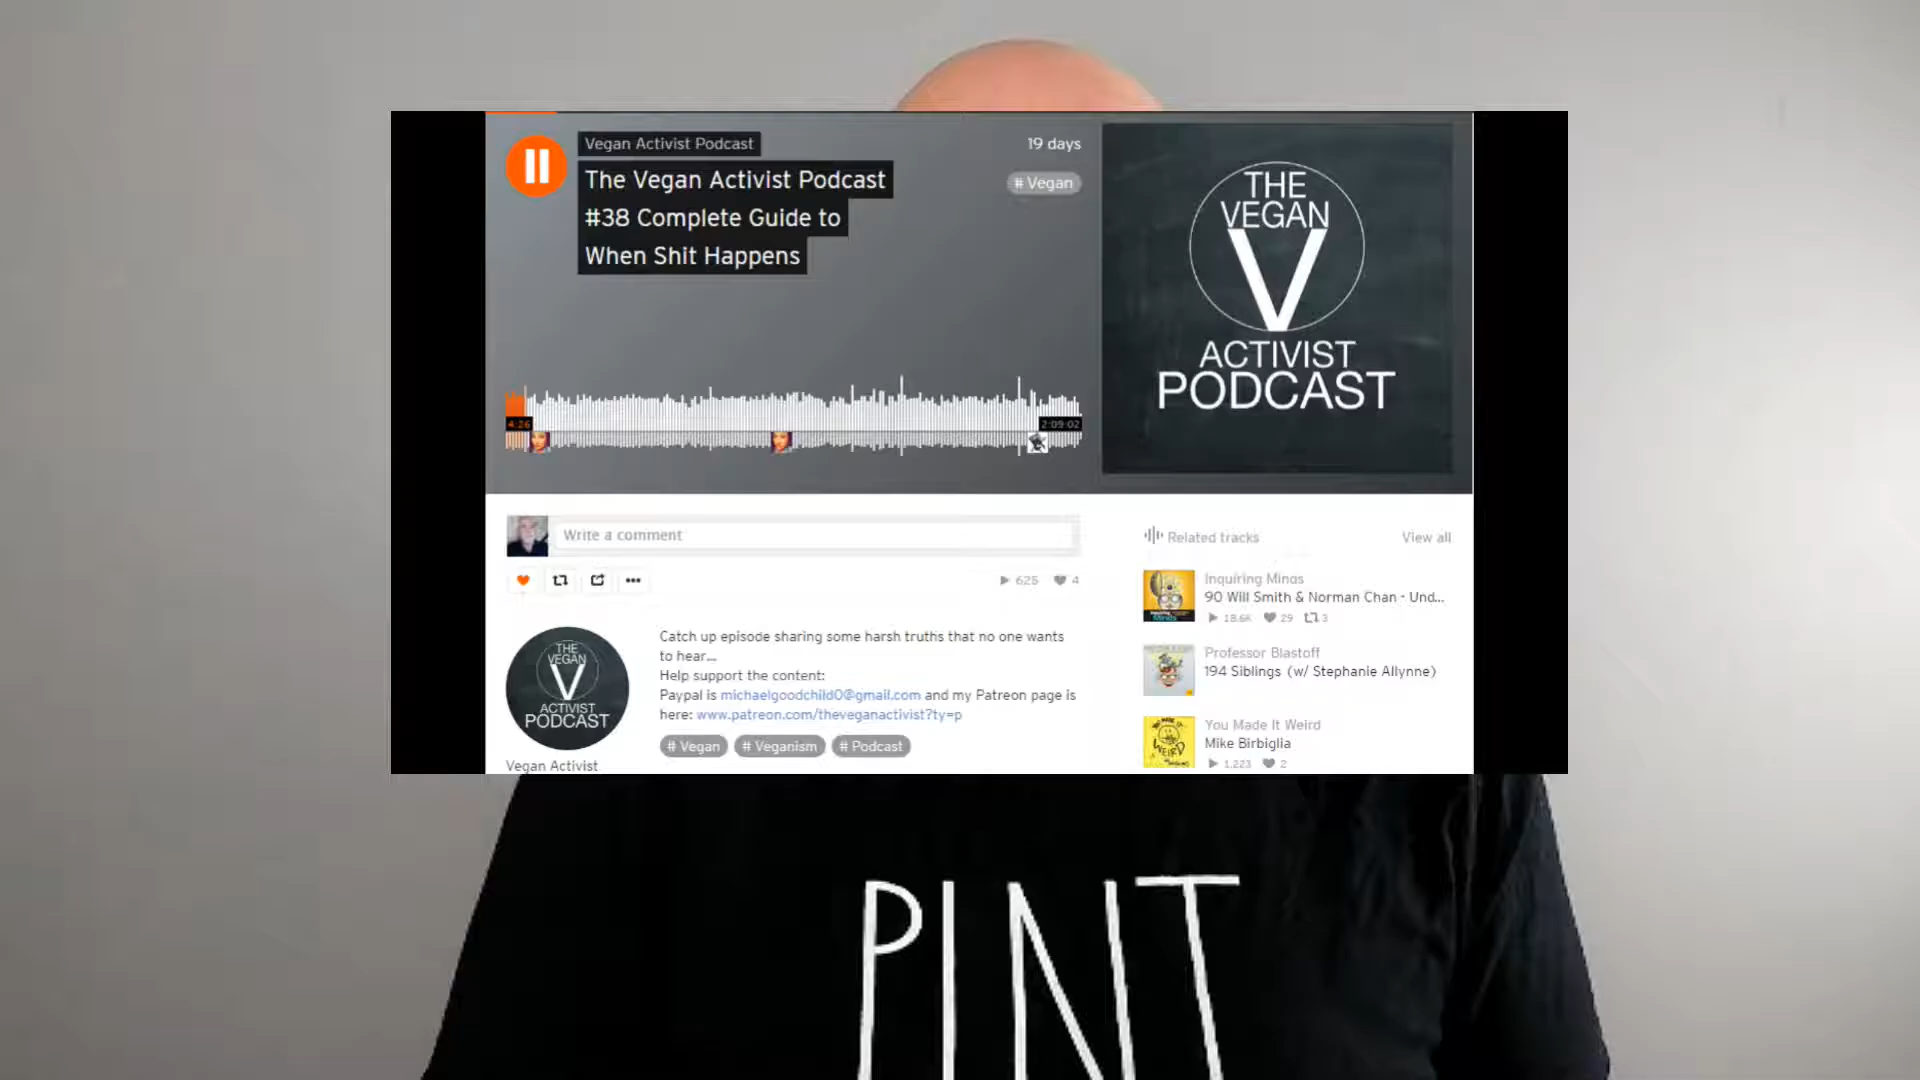 Vegan Activist Podcast
19 days
The Vegan Activist Podcast
#38 Complete Guide to
When Shit Happens
# Vegan
THE
VEGAN
V
ACTIVIST
PODCAST
4:26
2:09:02
Write a comment
625
4
Related tracks
View all
Inquiring Minds
90 Will Smith & Norman Chan - Und...
18.6K
29
3
Professor Blastoff
194 Siblings (w/ Stephanie Allynne)
You Made It Weird
Mike Birbiglia
1,223
2
THE
VEGAN
V
ACTIVIST
PODCAST
Vegan Activist
Catch up episode sharing some harsh truths that no one wants
to hear...
Help support the content:
Paypal is michaelgoodchild0@gmail.com and my Patreon page is
here: www.patreon.com/theveganactivist?ty=p
# Vegan
# Veganism
# Podcast
PINT